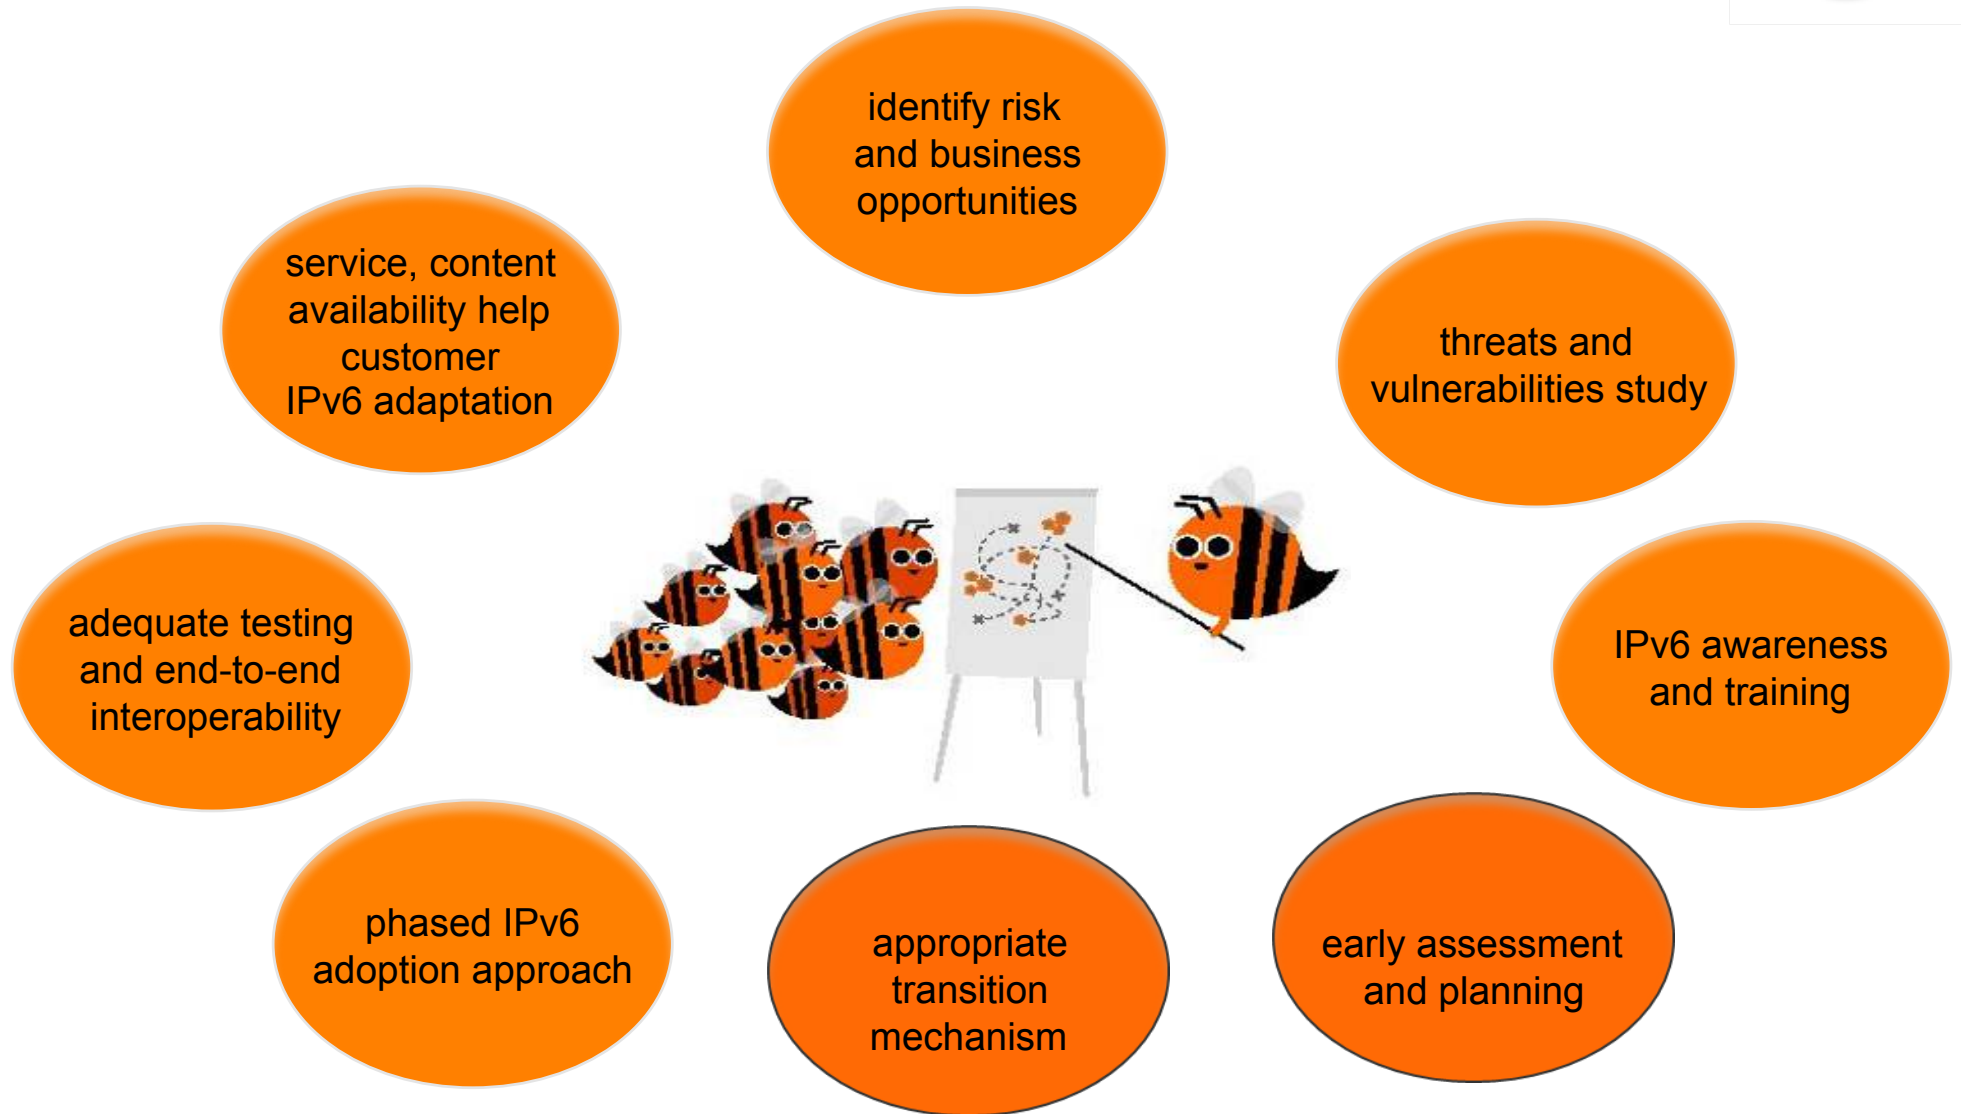 identify risk
and business
opportunities
service, content
availability help
customer
IPv6 adaptation
threats and
vulnerabilities study
adequate testing
and end-to-end
interoperability
IPv6 awareness
and training
phased IPv6
adoption approach
appropriate
transition
mechanism
early assessment
and planning